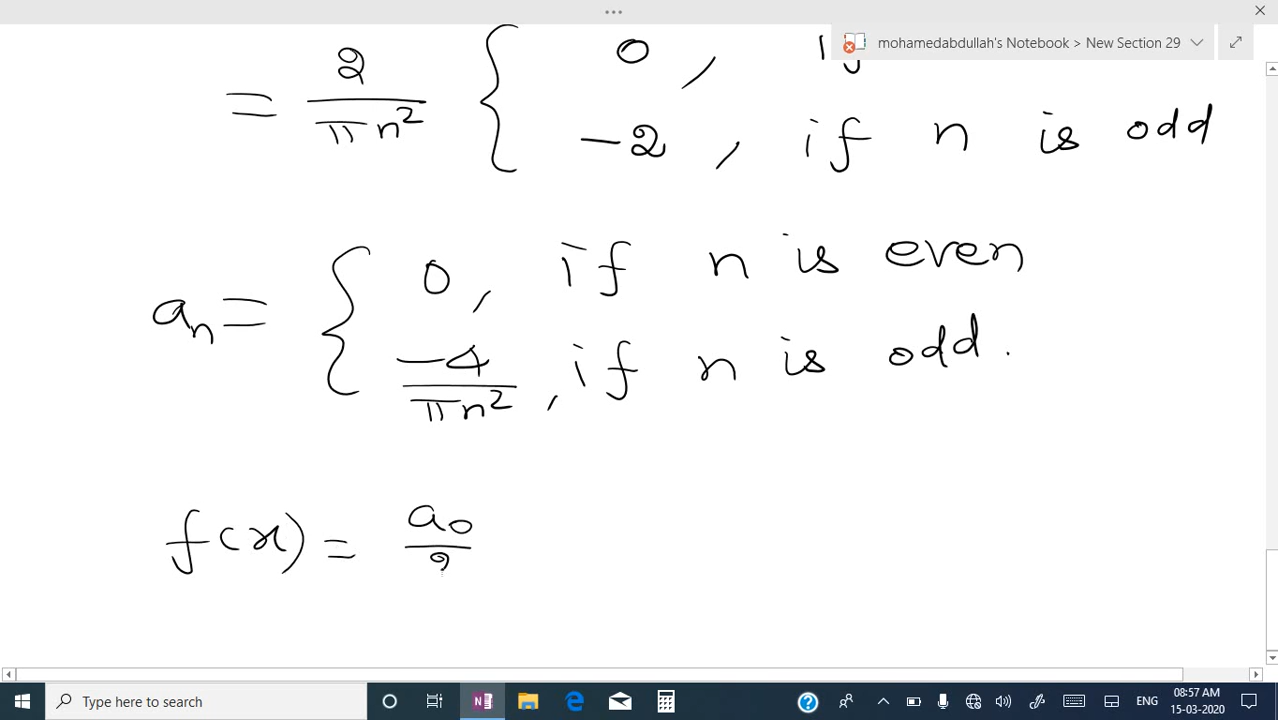 mohamedabdullah's Notebook > New Section 29
= 2/πn² { 0 , if
-2 , if n is odd
aₙ = { 0, if n is even
-4/πn² , if n is odd.
f(x) = a₀/2
Type here to search
ENG
08:57 AM
15-03-2020